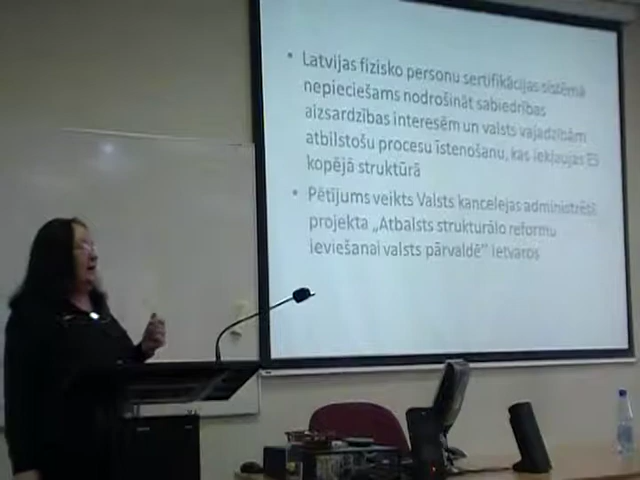 • Latvijas fizisko personu sertifikācijas sistēmā
nepieciešams nodrošināt sabiedrības
aizsardzības interesēm un valsts vajadzībām
atbilstošu procesu īstenošanu, kas iekļaujas ES
kopējā struktūrā
• Pētījums veikts Valsts kancelejas administrētā
projekta „Atbalsts strukturālo reformu
ieviešanai valsts pārvaldē" ietvaros